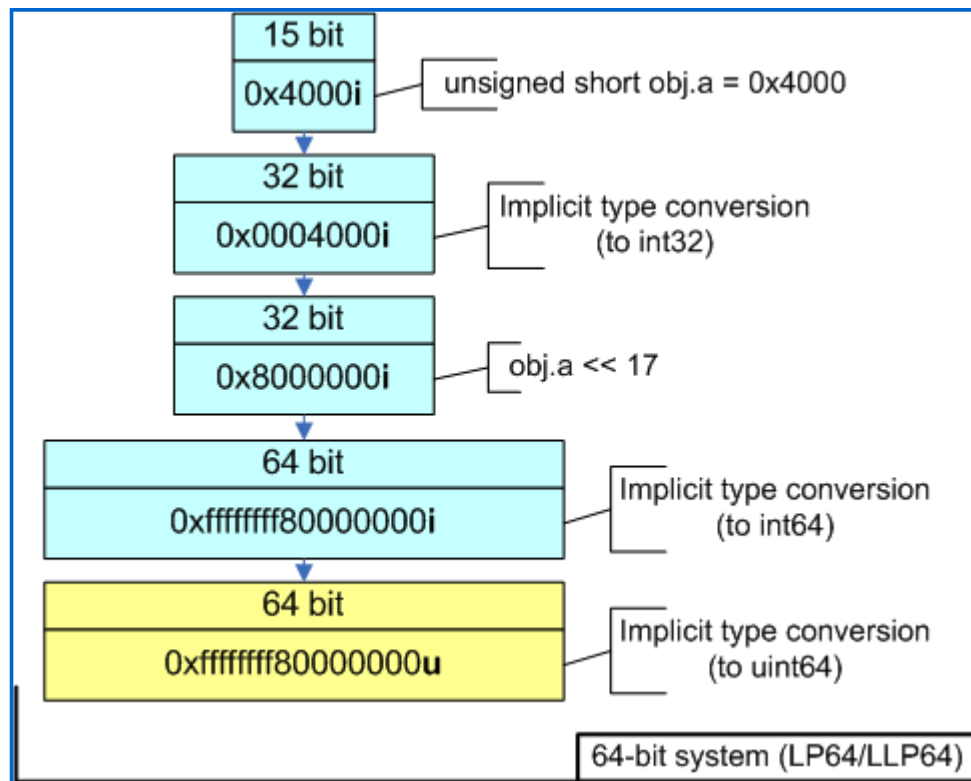 15 bit
0x4000i
unsigned short obj.a = 0x4000
32 bit
0x0004000i
Implicit type conversion
(to int32)
32 bit
0x8000000i
obj.a << 17
64 bit
0xffffffff80000000i
Implicit type conversion
(to int64)
64 bit
0xffffffff80000000u
Implicit type conversion
(to uint64)
64-bit system (LP64/LLP64)